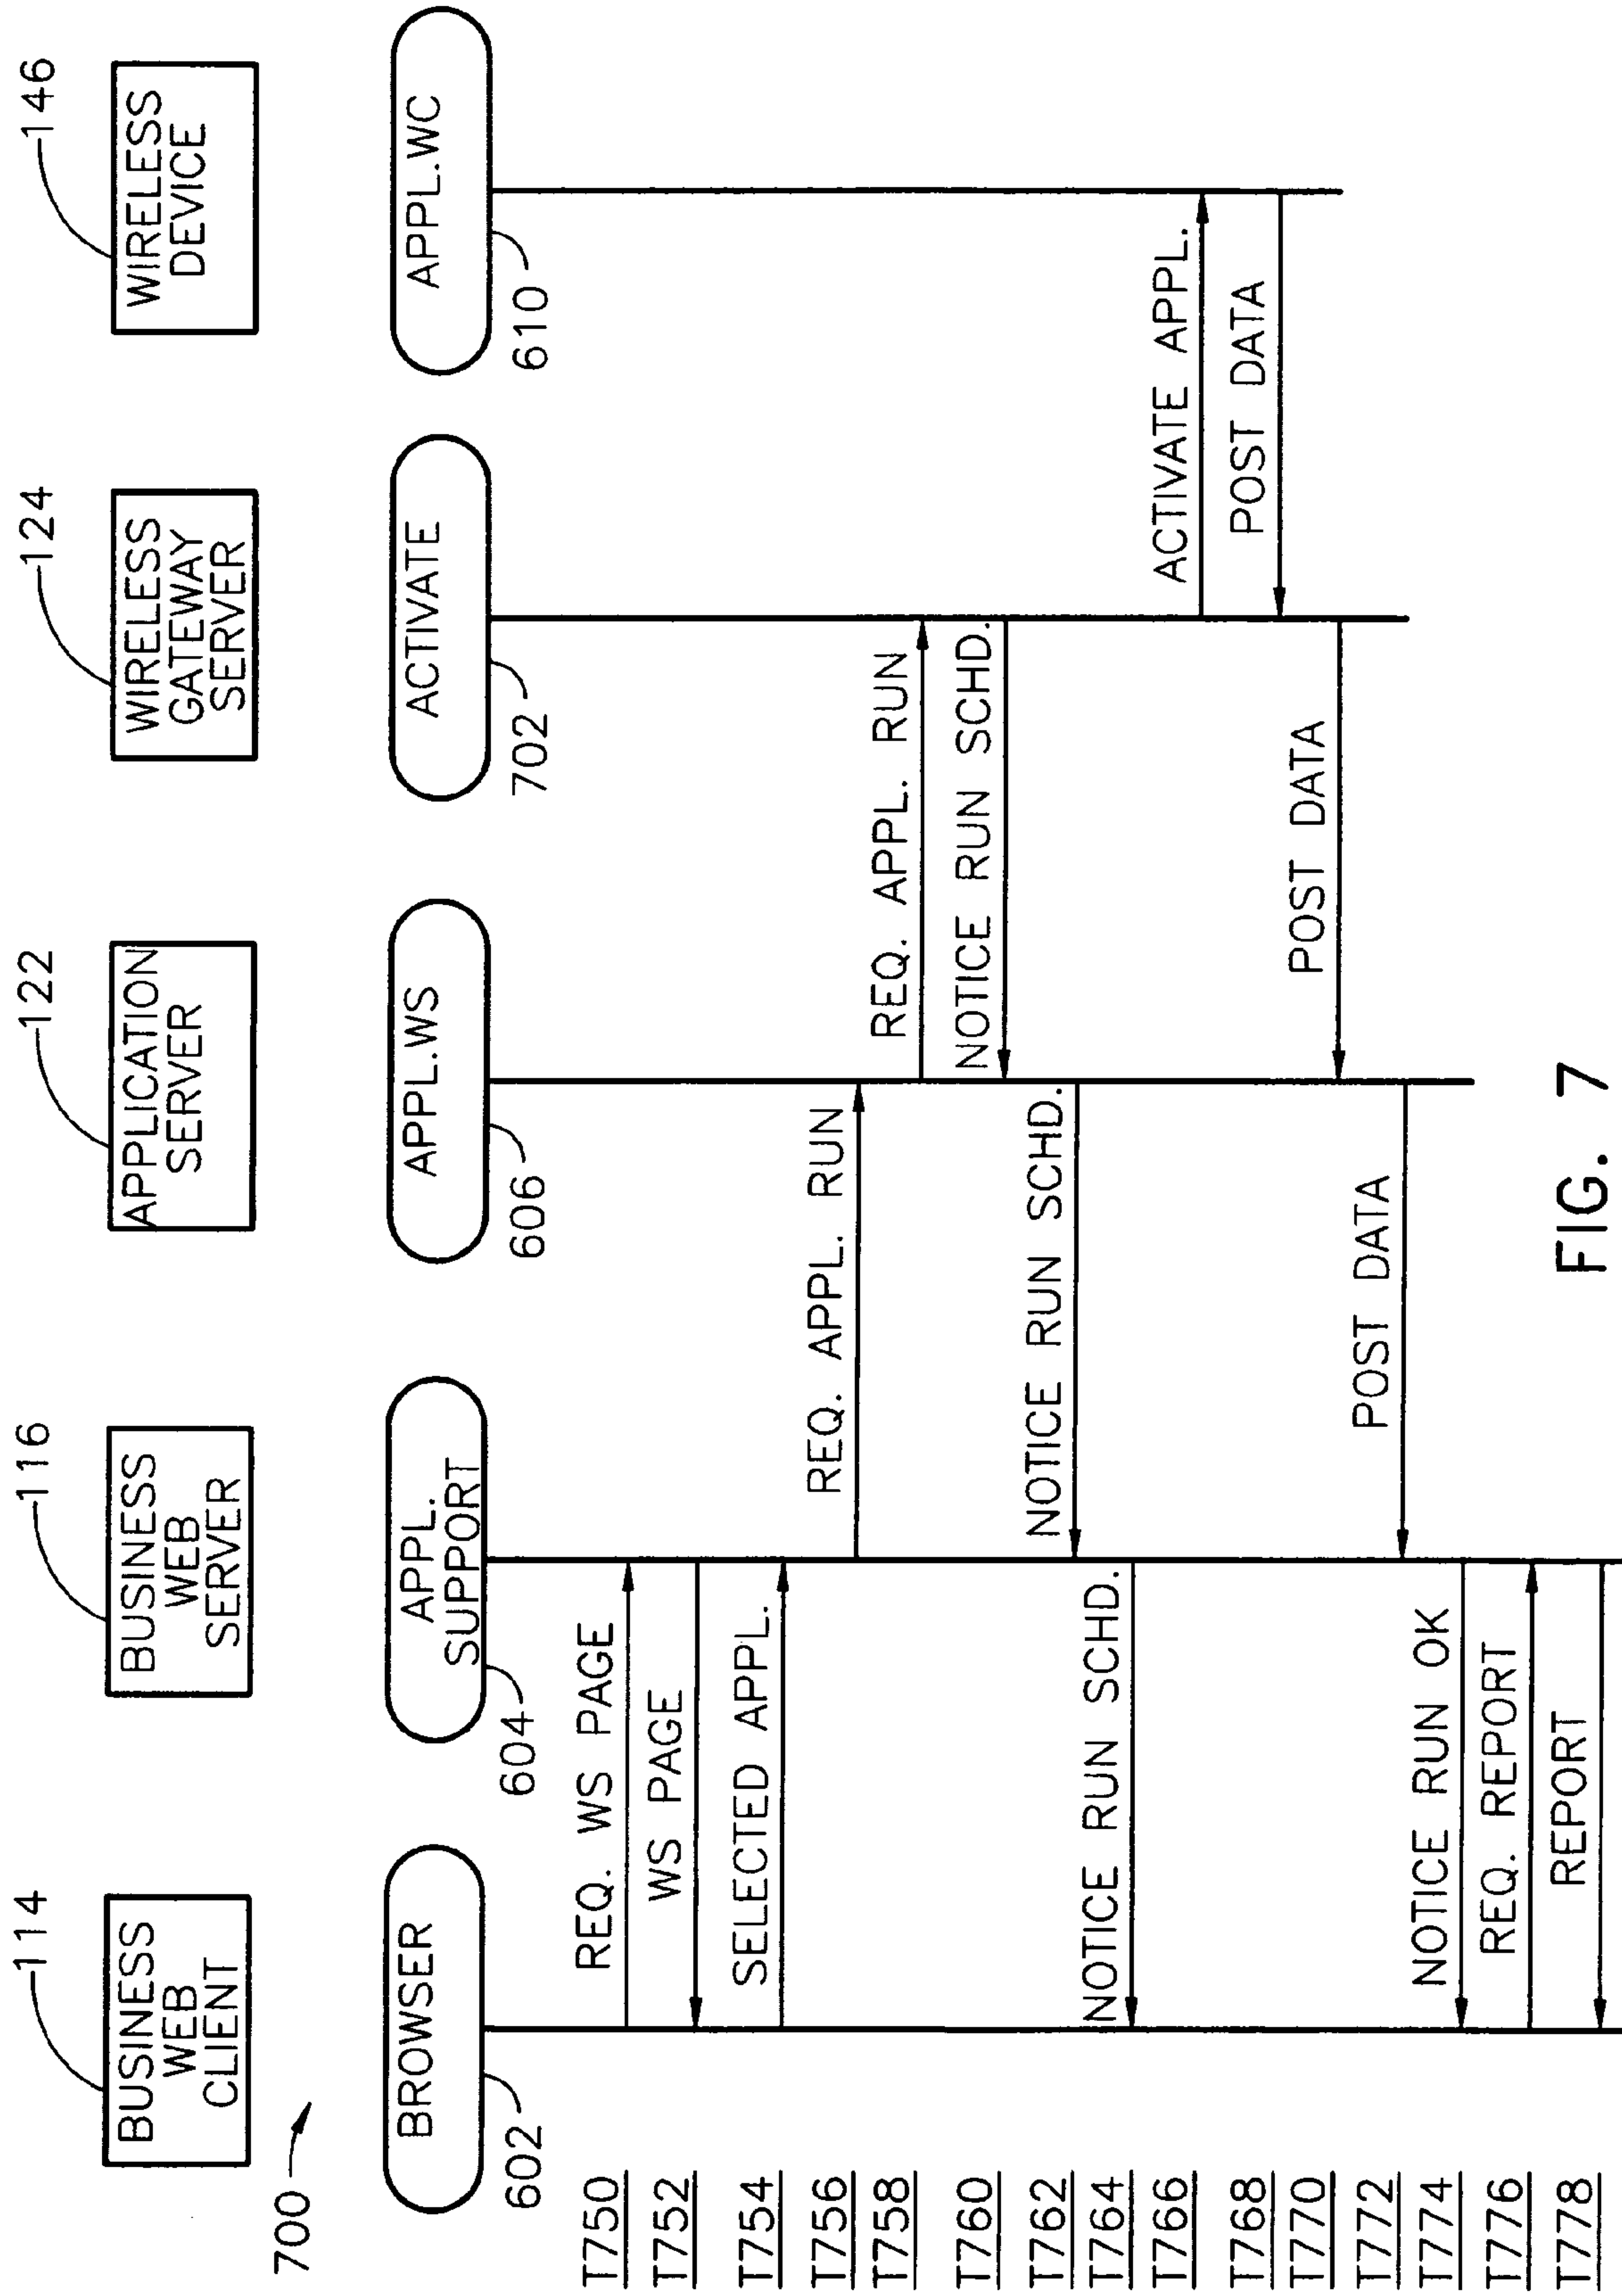 114
116
122
124
146
BUSINESS
WEB
CLIENT
BUSINESS
WEB
SERVER
APPLICATION
SERVER
WIRELESS
GATEWAY
SERVER
WIRELESS
DEVICE
700
BROWSER
APPL.
SUPPORT
APPL.WS
ACTIVATE
APPL.WC
602
604
606
702
610
T750
REQ. WS PAGE
T752
WS PAGE
T754
SELECTED APPL.
T756
REQ. APPL. RUN
T758
REQ. APPL. RUN
T760
NOTICE RUN SCHD.
T762
NOTICE RUN SCHD.
T764
NOTICE RUN SCHD.
T766
ACTIVATE APPL.
T768
POST DATA
T770
POST DATA
T772
POST DATA
T774
NOTICE RUN OK
T776
REQ. REPORT
T778
REPORT
FIG. 7